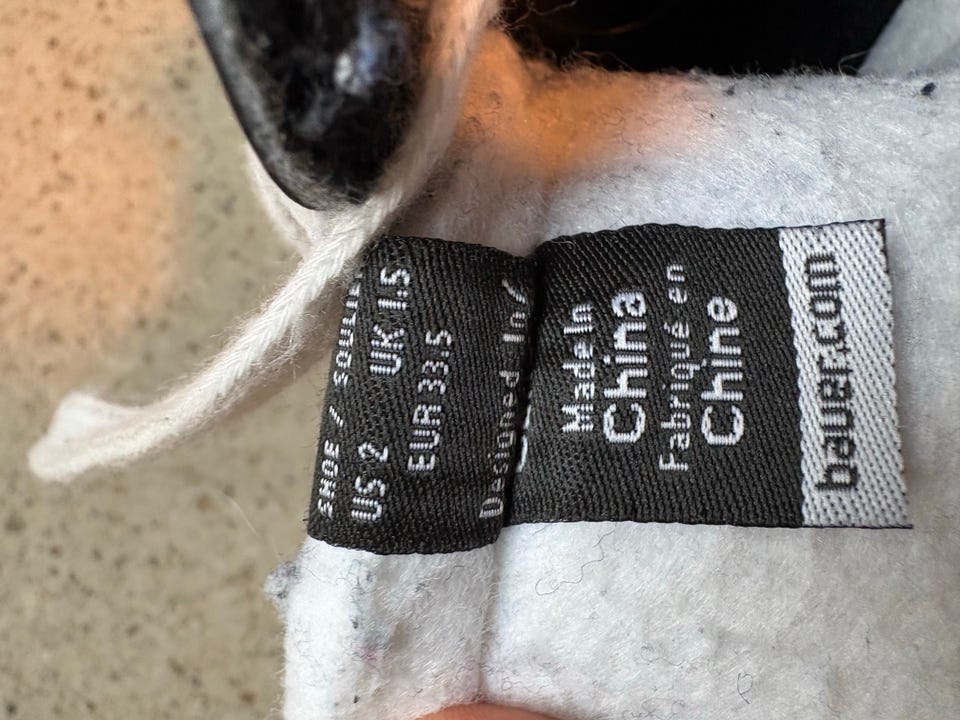 SHOE / SOULIE
US 2 UK 1.5
EUR 33.5
Designed In/
Made In
China
Fabriqué en
Chine
bauer.com